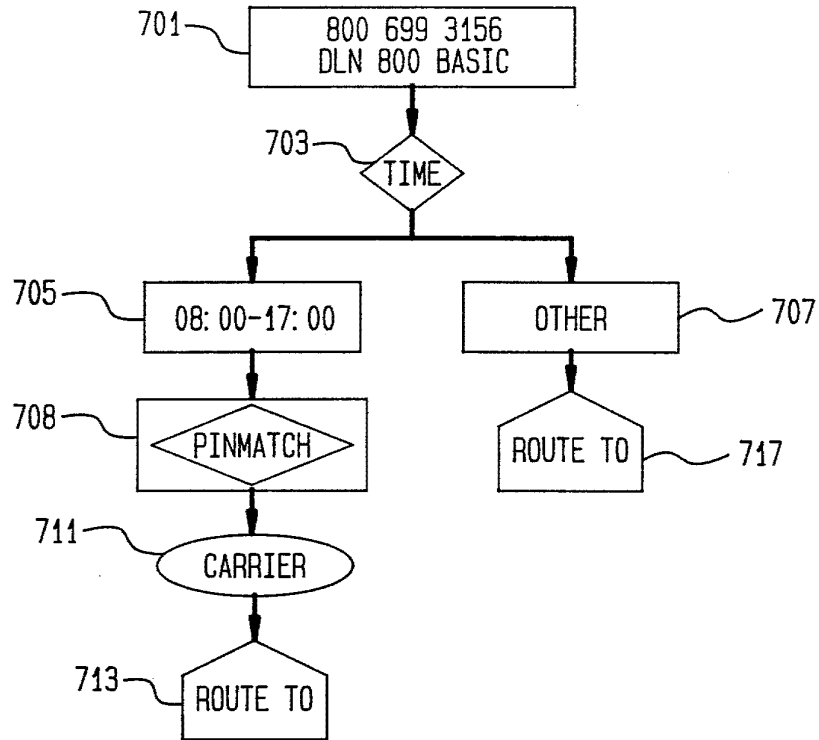 701
800 699 3156
DLN 800 BASIC
703
TIME
705
08:00-17:00
OTHER
707
708
PINMATCH
ROUTE TO
717
711
CARRIER
713
ROUTE TO